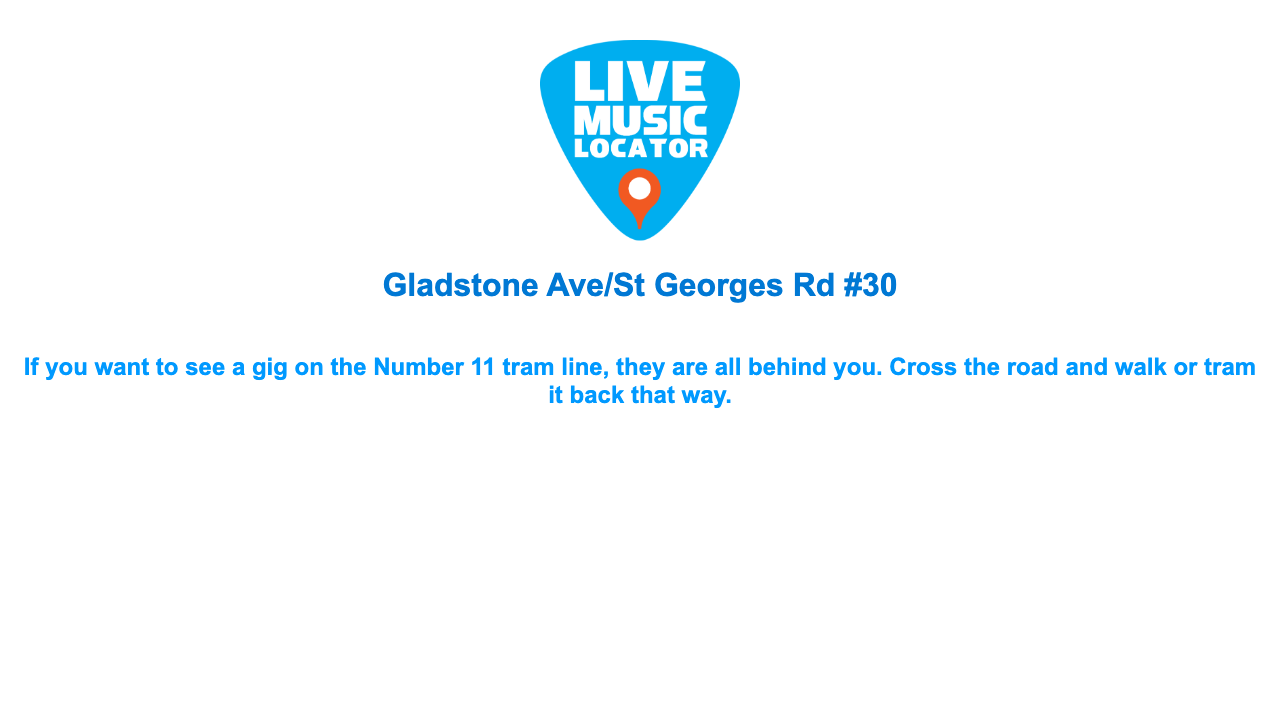 LIVE
MUSIC
LOCATOR
Gladstone Ave/St Georges Rd #30
If you want to see a gig on the Number 11 tram line, they are all behind you. Cross the road and walk or tram
it back that way.